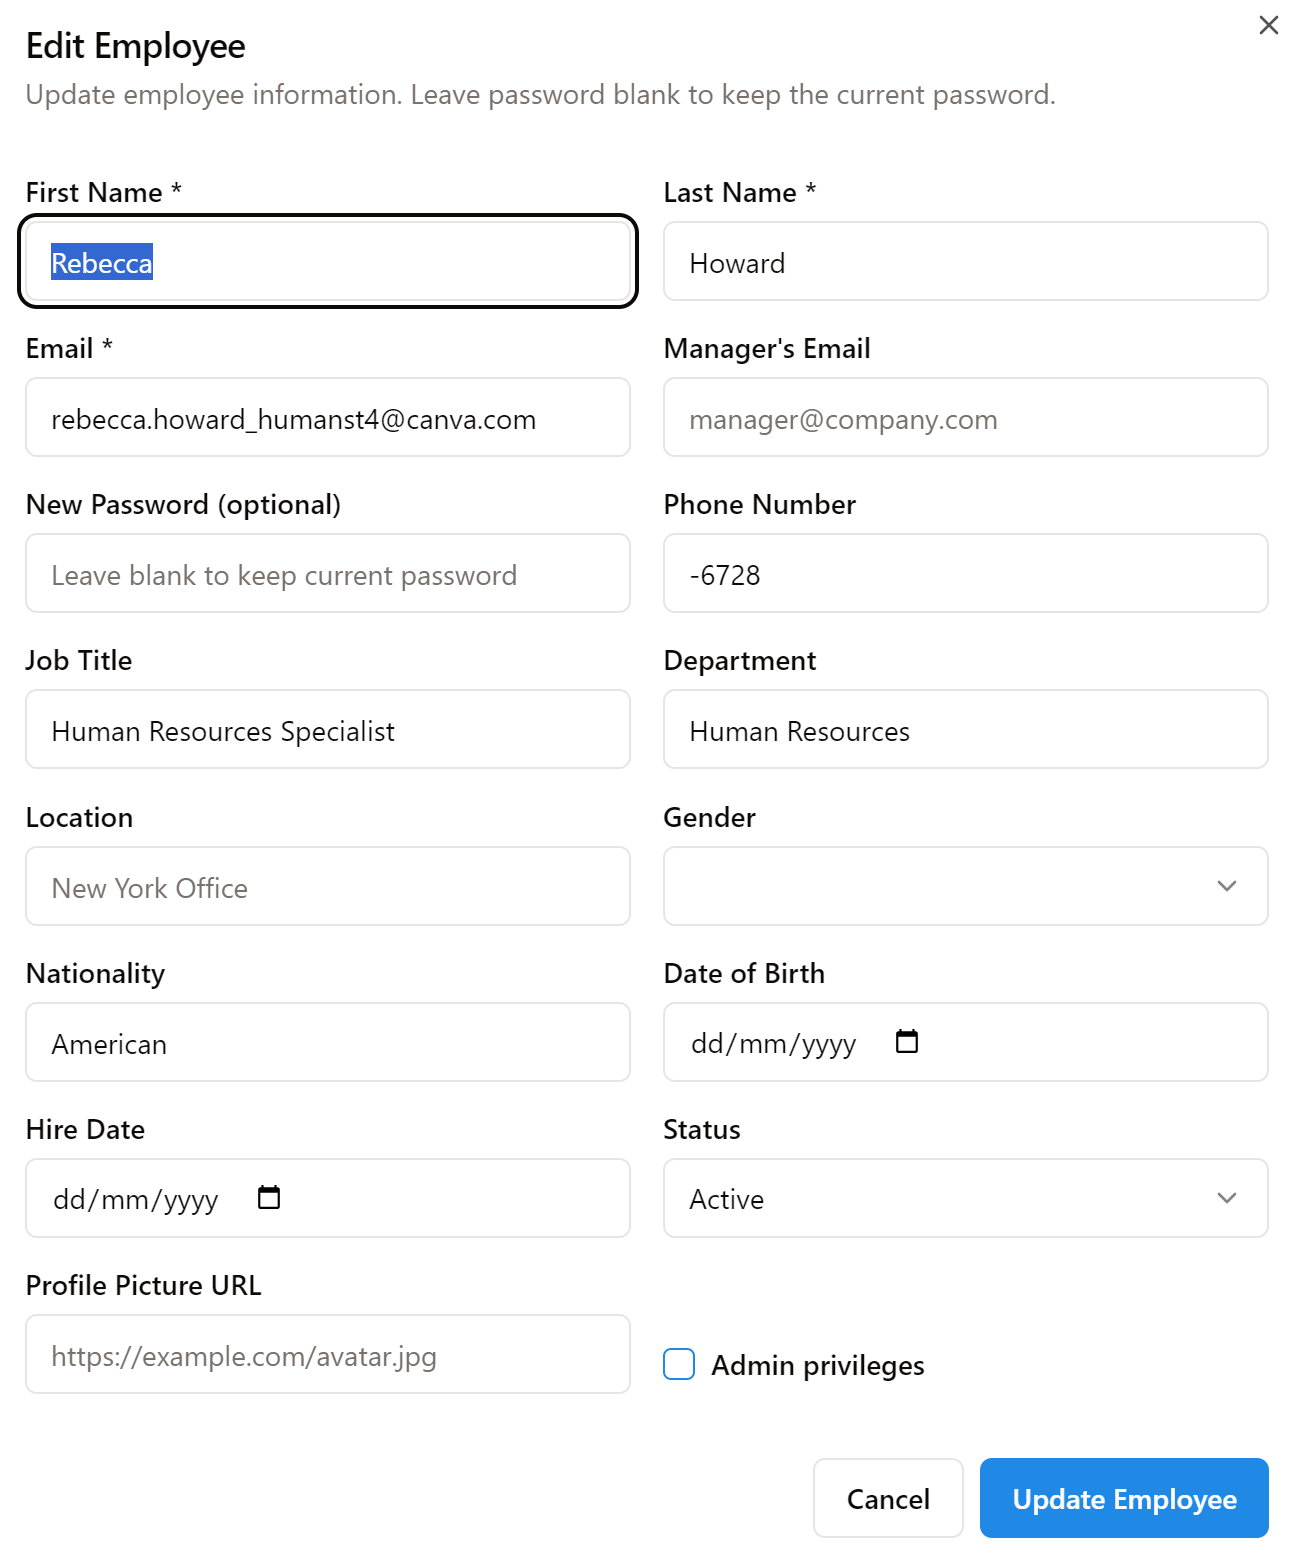 Edit Employee
Update employee information. Leave password blank to keep the current password.
First Name *
Last Name *
Rebecca
Howard
Email *
Manager's Email
rebecca.howard_humanst4@canva.com
manager@company.com
New Password (optional)
Phone Number
Leave blank to keep current password
-6728
Job Title
Department
Human Resources Specialist
Human Resources
Location
Gender
New York Office
Nationality
Date of Birth
American
dd/mm/yyyy
Hire Date
Status
dd/mm/yyyy
Active
Profile Picture URL
https://example.com/avatar.jpg
Admin privileges
Cancel
Update Employee